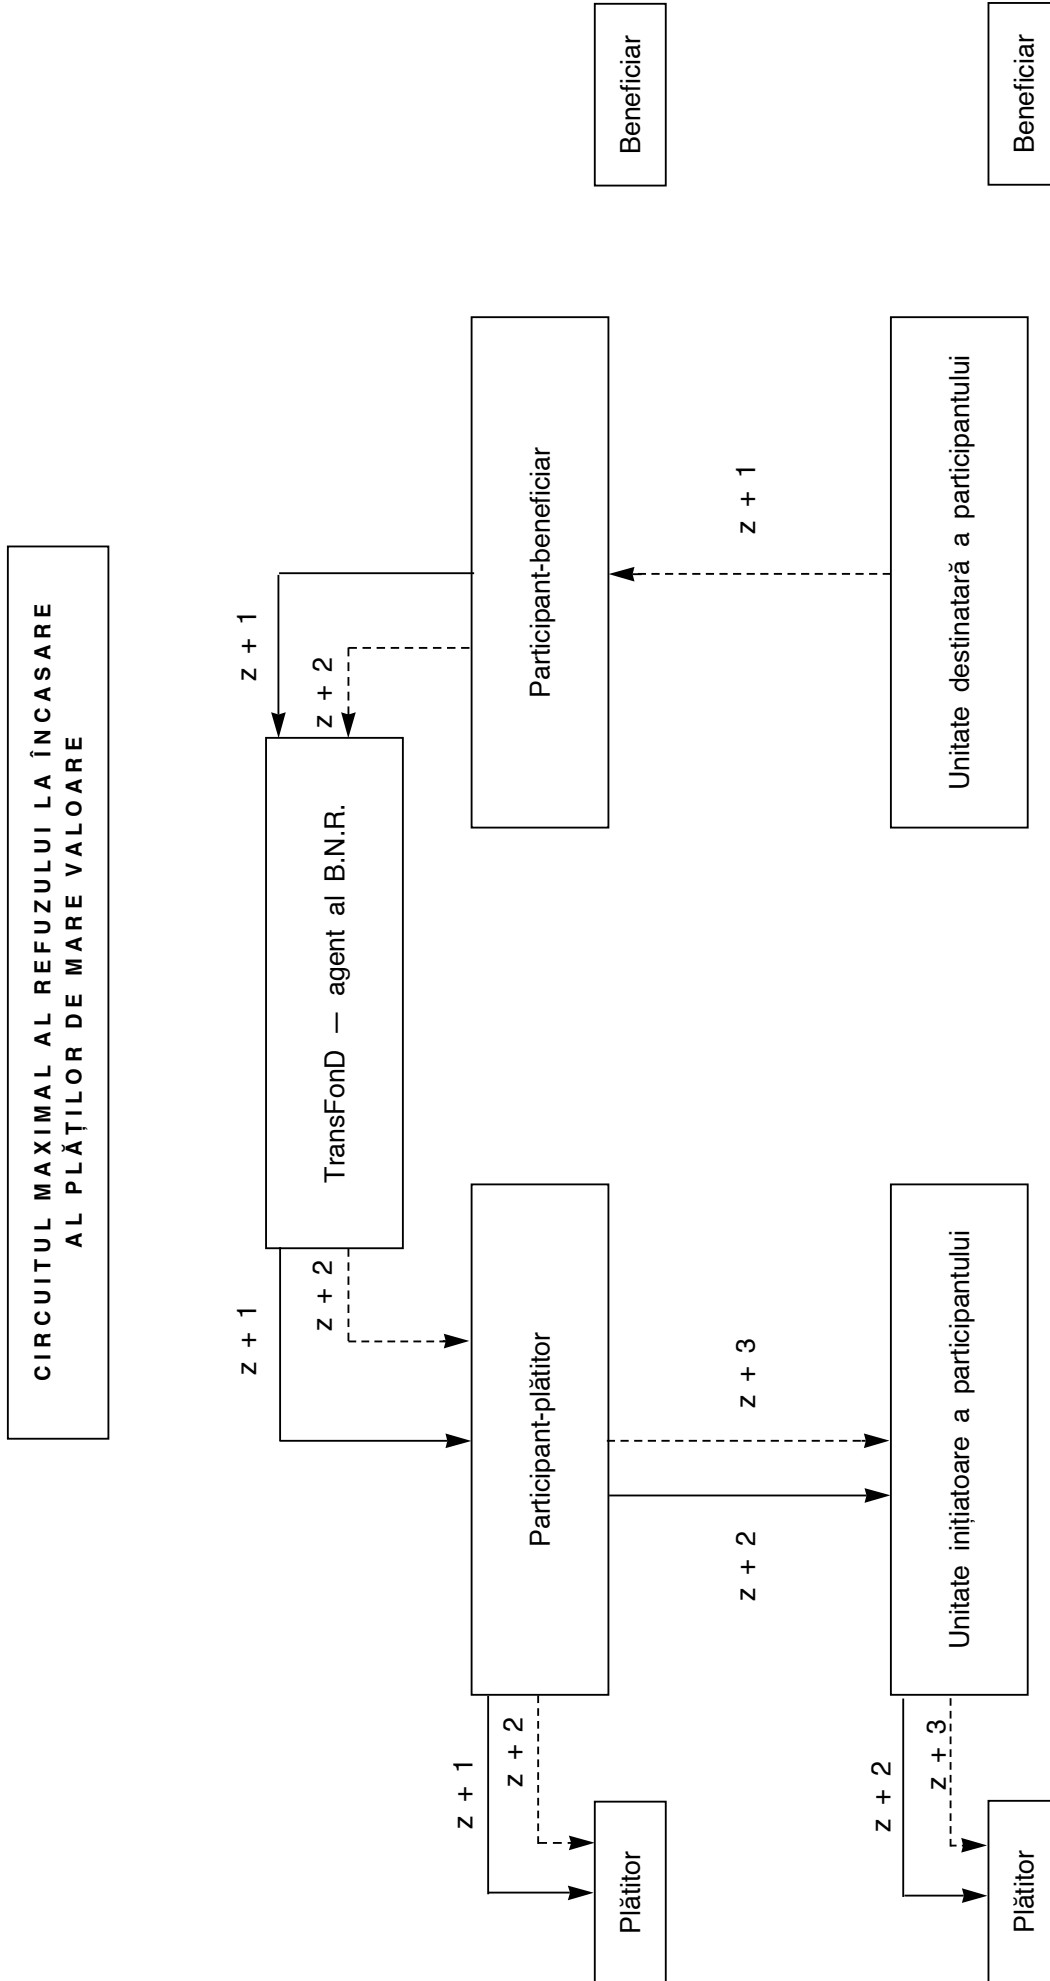 CIRCUITUL MAXIMAL AL REFUZULUI LA ÎNCASARE
AL PLĂȚILOR DE MARE VALOARE
z + 1
z + 1
z + 2
z + 2
TransFonD — agent al B.N.R.
z + 1
z + 2
Participant-plătitor
Participant-beneficiar
Plătitor
Beneficiar
z + 2
z + 3
z + 1
z + 2
z + 3
Unitate inițiatoare a participantului
Unitate destinatară a participantului
Plătitor
Beneficiar